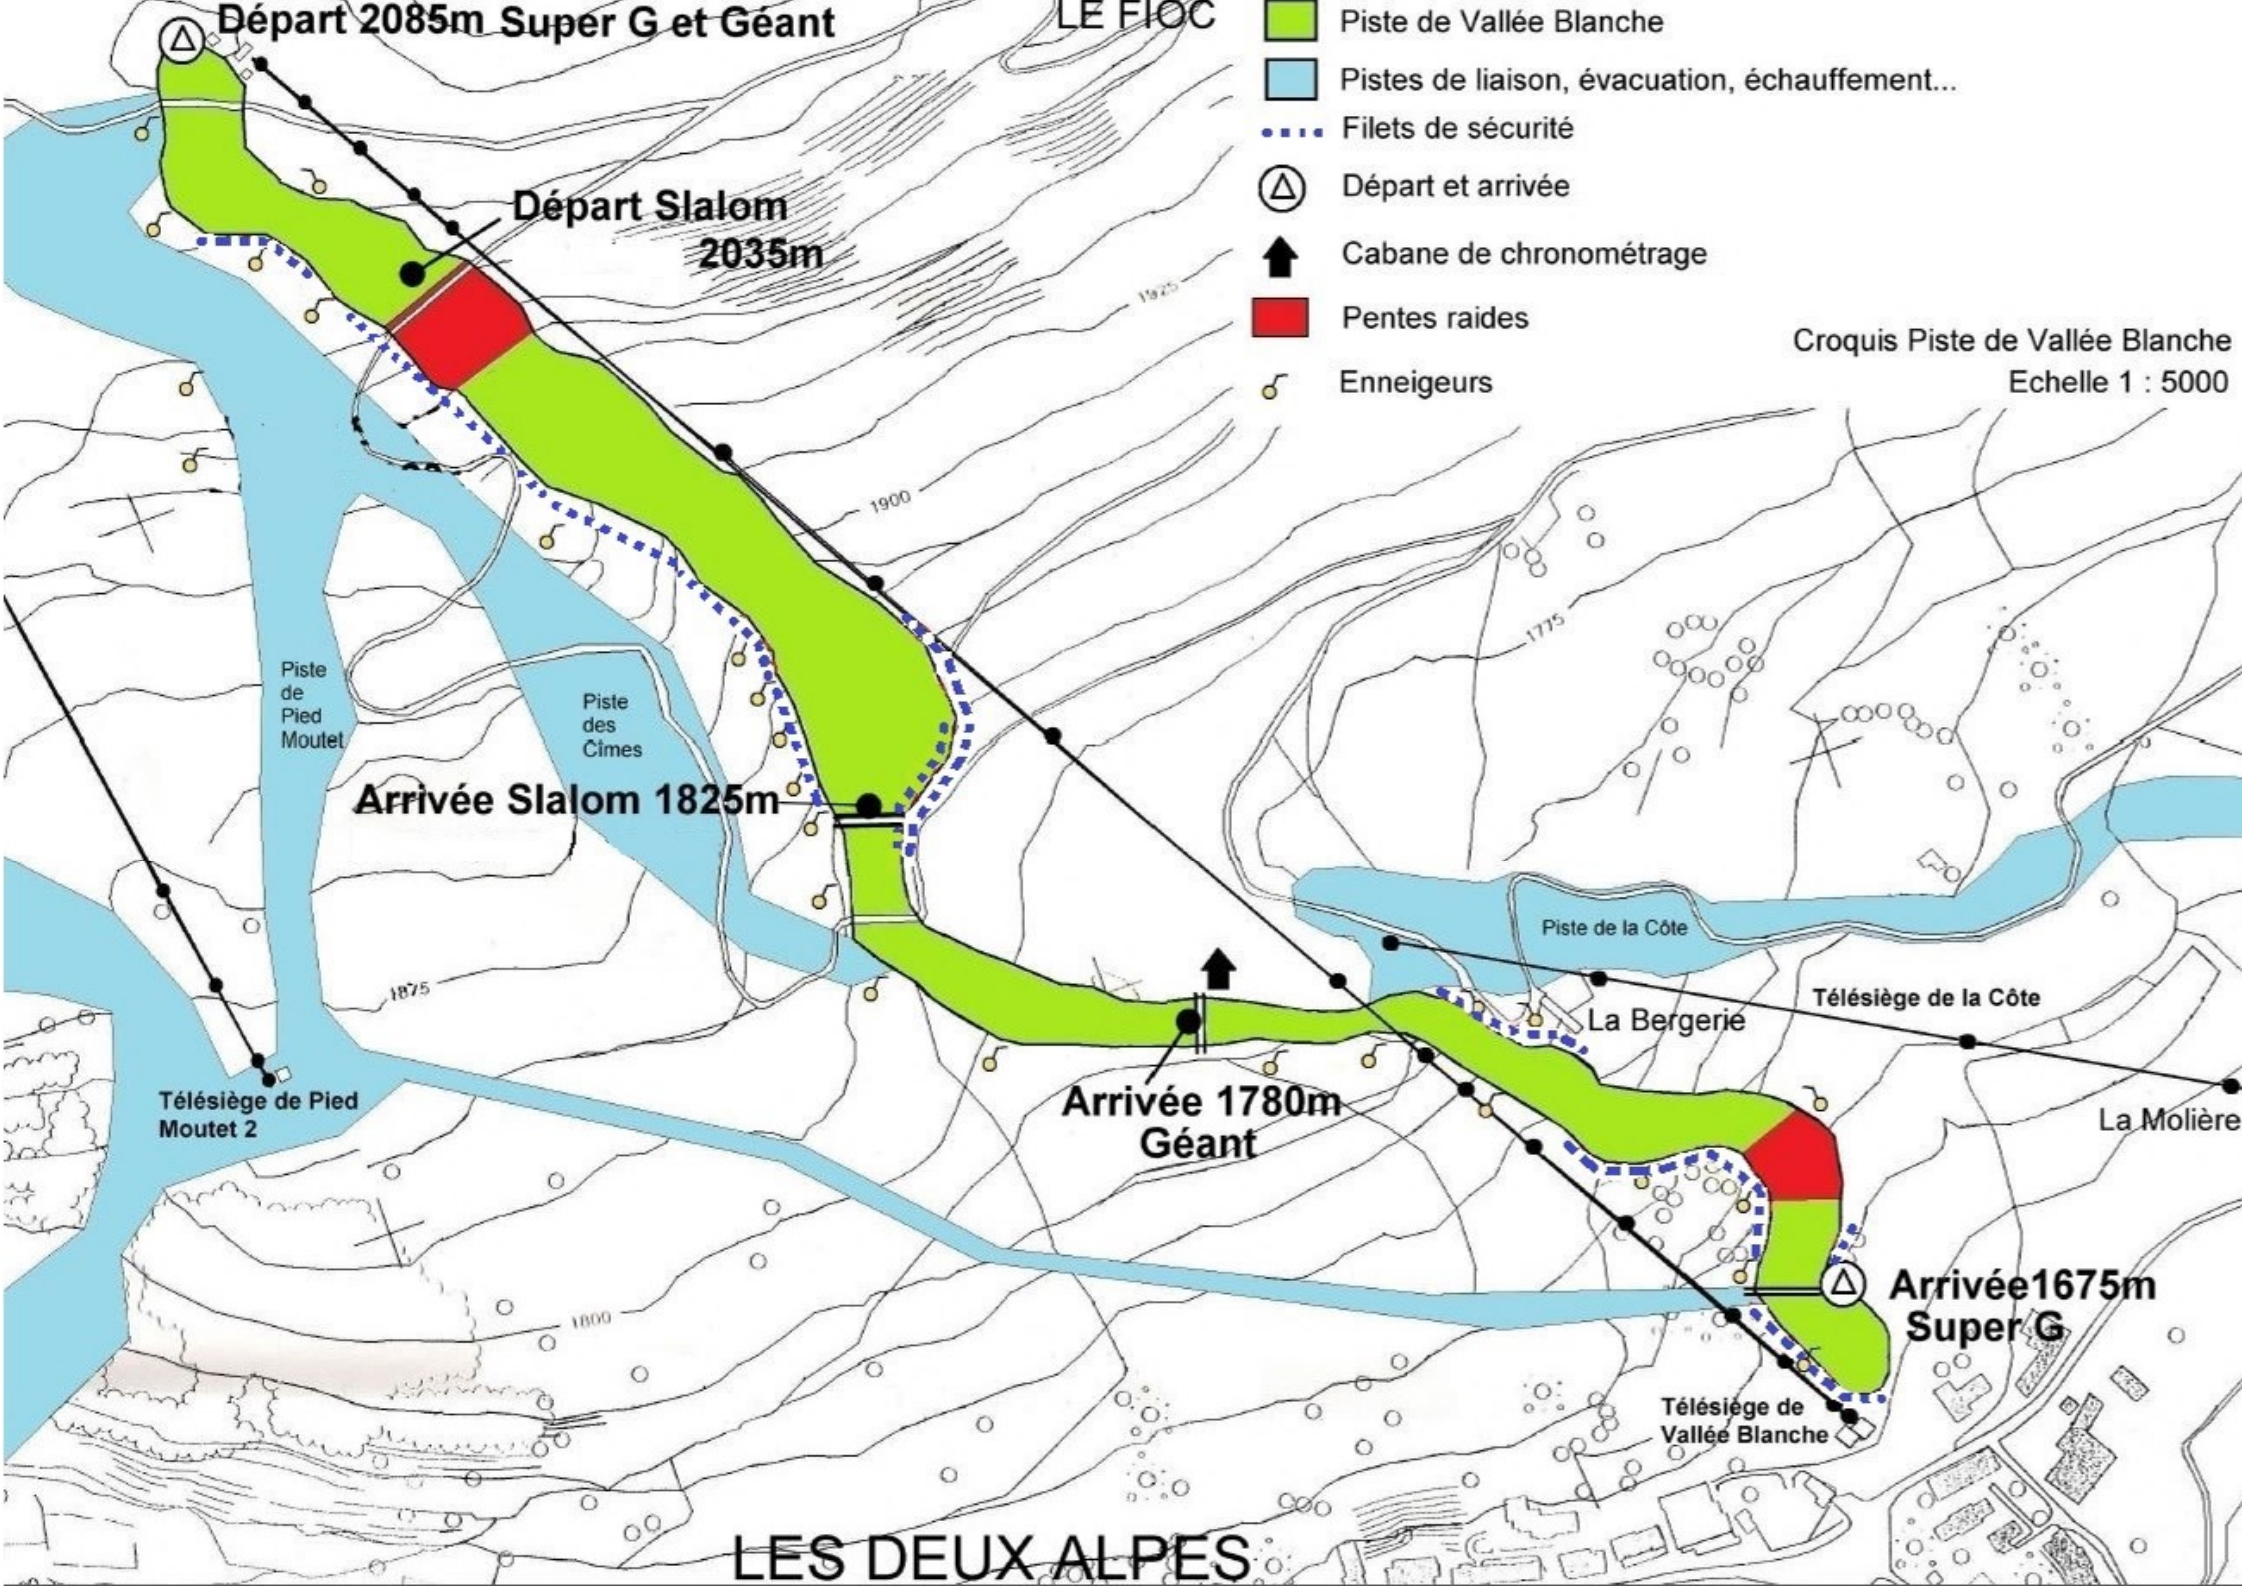 Départ 2085m Super G et Géant
LE FIOC
Piste de Vallée Blanche
Pistes de liaison, évacuation, échauffement...
Filets de sécurité
Départ et arrivée
Cabane de chronométrage
Pentes raides
Enneigeurs
Croquis Piste de Vallée Blanche
Echelle 1 : 5000
Départ Slalom
2035m
1925
1900
1775
Piste
de
Pied
Moutet
Piste
des
Cîmes
Arrivée Slalom 1825m
Piste de la Côte
1875
Télésiège de la Côte
La Bergerie
Télésiège de Pied
Moutet 2
Arrivée 1780m
Géant
La Molière
Arrivée1675m
Super G
1800
Télésiège de
Vallée Blanche
LES DEUX ALPES